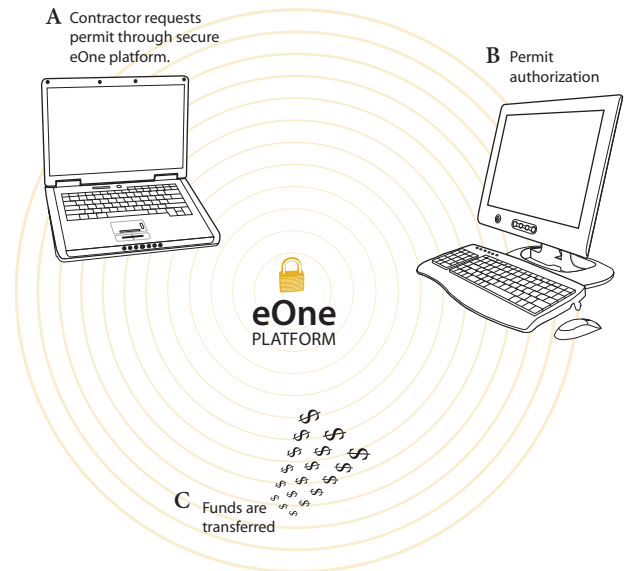 A Contractor requests
permit through secure
eOne platform.
B Permit
authorization
eOne
PLATFORM
$
$ $
$ $ $
$ $ $
$ $ $
$ $ $
$ $
$
C Funds are
transferred